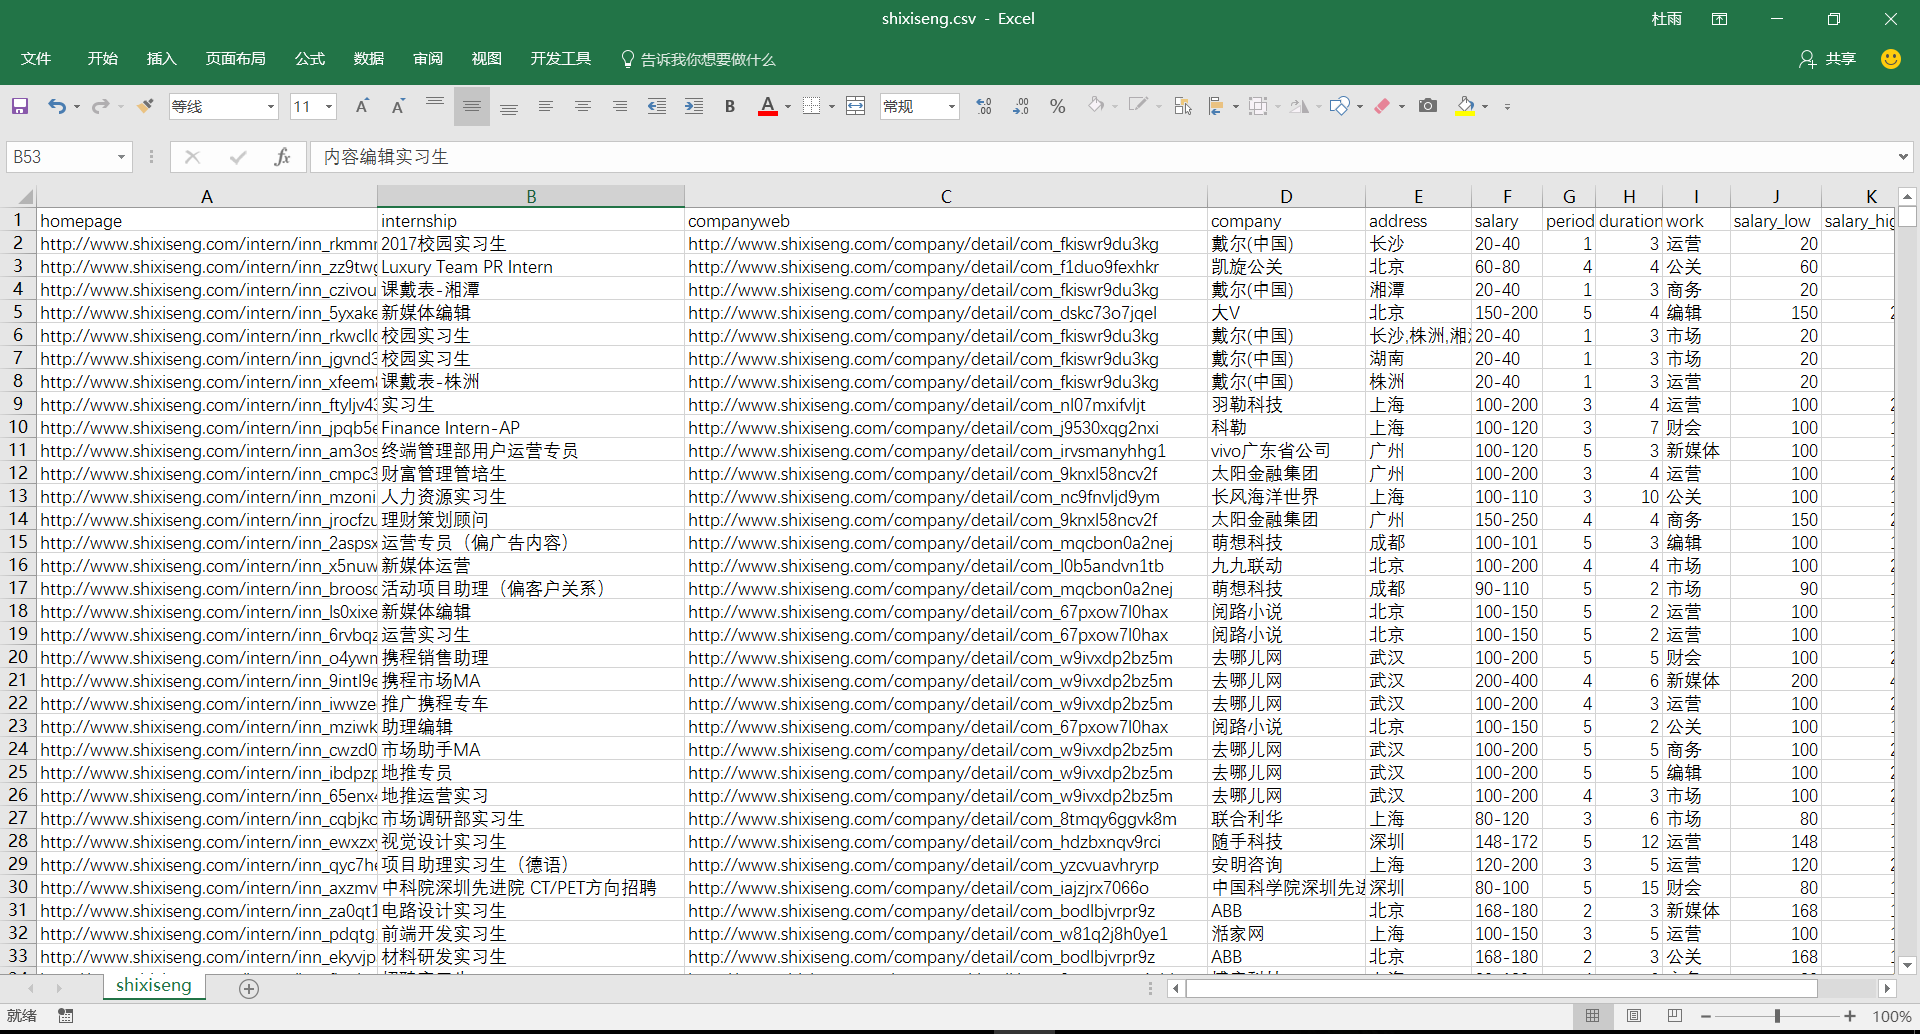 shixiseng.csv - Excel
杜雨
文件 开始 插入 页面布局 公式 数据 审阅 视图 开发工具 告诉我你想要做什么 共享
等线 11 A A B A 常规 %
B53 fx 内容编辑实习生
A B C D E F G H I J K
1 homepage internship companyweb company address salary period duration work salary_low salary_hig
2 http://www.shixiseng.com/intern/inn_rkmmr 2017校园实习生 http://www.shixiseng.com/company/detail/com_fkiswr9du3kg 戴尔(中国) 长沙 20-40 1 3 运营 20
3 http://www.shixiseng.com/intern/inn_zz9twg Luxury Team PR Intern http://www.shixiseng.com/company/detail/com_f1duo9fexhkr 凯旋公关 北京 60-80 4 4 公关 60
4 http://www.shixiseng.com/intern/inn_czivou 课戴表-湘潭 http://www.shixiseng.com/company/detail/com_fkiswr9du3kg 戴尔(中国) 湘潭 20-40 1 3 商务 20
5 http://www.shixiseng.com/intern/inn_5yxake 新媒体编辑 http://www.shixiseng.com/company/detail/com_dskc73o7jqel 大V 北京 150-200 5 4 编辑 150 2
6 http://www.shixiseng.com/intern/inn_rkwcllc 校园实习生 http://www.shixiseng.com/company/detail/com_fkiswr9du3kg 戴尔(中国) 长沙,株洲,湘 20-40 1 3 市场 20
7 http://www.shixiseng.com/intern/inn_jgvnd3 校园实习生 http://www.shixiseng.com/company/detail/com_fkiswr9du3kg 戴尔(中国) 湖南 20-40 1 3 市场 20
8 http://www.shixiseng.com/intern/inn_xfeem 课戴表-株洲 http://www.shixiseng.com/company/detail/com_fkiswr9du3kg 戴尔(中国) 株洲 20-40 1 3 运营 20
9 http://www.shixiseng.com/intern/inn_ftyljv43 实习生 http://www.shixiseng.com/company/detail/com_nl07mxifvljt 羽勒科技 上海 100-200 3 4 运营 100 2
10 http://www.shixiseng.com/intern/inn_jpqb5e Finance Intern-AP http://www.shixiseng.com/company/detail/com_j9530xqg2nxi 科勒 上海 100-120 3 7 财会 100 1
11 http://www.shixiseng.com/intern/inn_am3os 终端管理部用户运营专员 http://www.shixiseng.com/company/detail/com_irvsmanyhhg1 vivo广东省公司 广州 100-120 5 3 新媒体 100 1
12 http://www.shixiseng.com/intern/inn_cmpc3 财富管理管培生 http://www.shixiseng.com/company/detail/com_9knxl58ncv2f 太阳金融集团 广州 100-200 3 4 运营 100 2
13 http://www.shixiseng.com/intern/inn_mzoni 人力资源实习生 http://www.shixiseng.com/company/detail/com_nc9fnvljd9ym 长风海洋世界 上海 100-110 3 10 公关 100 1
14 http://www.shixiseng.com/intern/inn_jrocfzu 理财策划顾问 http://www.shixiseng.com/company/detail/com_9knxl58ncv2f 太阳金融集团 广州 150-250 4 4 商务 150 2
15 http://www.shixiseng.com/intern/inn_2aspsx 运营专员（偏广告内容） http://www.shixiseng.com/company/detail/com_mqcbon0a2nej 萌想科技 成都 100-101 5 3 编辑 100 1
16 http://www.shixiseng.com/intern/inn_x5nuw 新媒体运营 http://www.shixiseng.com/company/detail/com_l0b5andvn1tb 九九联动 北京 100-200 4 4 市场 100 2
17 http://www.shixiseng.com/intern/inn_broosc 活动项目助理（偏客户关系） http://www.shixiseng.com/company/detail/com_mqcbon0a2nej 萌想科技 成都 90-110 5 2 市场 90 1
18 http://www.shixiseng.com/intern/inn_ls0xixe 新媒体编辑 http://www.shixiseng.com/company/detail/com_67pxow7l0hax 阅路小说 北京 100-150 5 2 运营 100 1
19 http://www.shixiseng.com/intern/inn_6rvbqz 运营实习生 http://www.shixiseng.com/company/detail/com_67pxow7l0hax 阅路小说 北京 100-150 5 2 运营 100 1
20 http://www.shixiseng.com/intern/inn_o4ywn 携程销售助理 http://www.shixiseng.com/company/detail/com_w9ivxdp2bz5m 去哪儿网 武汉 100-200 5 5 财会 100 2
21 http://www.shixiseng.com/intern/inn_9intl9e 携程市场MA http://www.shixiseng.com/company/detail/com_w9ivxdp2bz5m 去哪儿网 武汉 200-400 4 6 新媒体 200 4
22 http://www.shixiseng.com/intern/inn_iwwze 推广携程专车 http://www.shixiseng.com/company/detail/com_w9ivxdp2bz5m 去哪儿网 武汉 100-200 4 3 运营 100 2
23 http://www.shixiseng.com/intern/inn_mziwk 助理编辑 http://www.shixiseng.com/company/detail/com_67pxow7l0hax 阅路小说 北京 100-150 5 2 公关 100 1
24 http://www.shixiseng.com/intern/inn_cwzd0 市场助手MA http://www.shixiseng.com/company/detail/com_w9ivxdp2bz5m 去哪儿网 武汉 100-200 5 5 商务 100 2
25 http://www.shixiseng.com/intern/inn_ibdpzp 地推专员 http://www.shixiseng.com/company/detail/com_w9ivxdp2bz5m 去哪儿网 武汉 100-200 5 5 编辑 100 2
26 http://www.shixiseng.com/intern/inn_65enx4 地推运营实习 http://www.shixiseng.com/company/detail/com_w9ivxdp2bz5m 去哪儿网 武汉 100-200 4 3 市场 100 2
27 http://www.shixiseng.com/intern/inn_cqbjkc 市场调研部实习生 http://www.shixiseng.com/company/detail/com_8tmqy6ggvk8m 联合利华 上海 80-120 3 6 市场 80 1
28 http://www.shixiseng.com/intern/inn_ewxzx 视觉设计实习生 http://www.shixiseng.com/company/detail/com_hdzbxnqv9rci 随手科技 深圳 148-172 5 12 运营 148 1
29 http://www.shixiseng.com/intern/inn_qyc7he 项目助理实习生（德语） http://www.shixiseng.com/company/detail/com_yzcvuavhryrp 安明咨询 上海 120-200 3 5 运营 120 2
30 http://www.shixiseng.com/intern/inn_axzmv 中科院深圳先进院 CT/PET方向招聘 http://www.shixiseng.com/company/detail/com_iajzjrx7066o 中国科学院深圳先进 深圳 80-100 5 15 财会 80 1
31 http://www.shixiseng.com/intern/inn_za0qt1 电路设计实习生 http://www.shixiseng.com/company/detail/com_bodlbjvrpr9z ABB 北京 168-180 2 3 新媒体 168 1
32 http://www.shixiseng.com/intern/inn_pdqtg 前端开发实习生 http://www.shixiseng.com/company/detail/com_w81q2j8h0ye1 湉家网 上海 100-150 3 5 运营 100 1
33 http://www.shixiseng.com/intern/inn_ekyvjp 材料研发实习生 http://www.shixiseng.com/company/detail/com_bodlbjvrpr9z ABB 北京 168-180 2 3 公关 168 1
shixiseng
就绪 100%